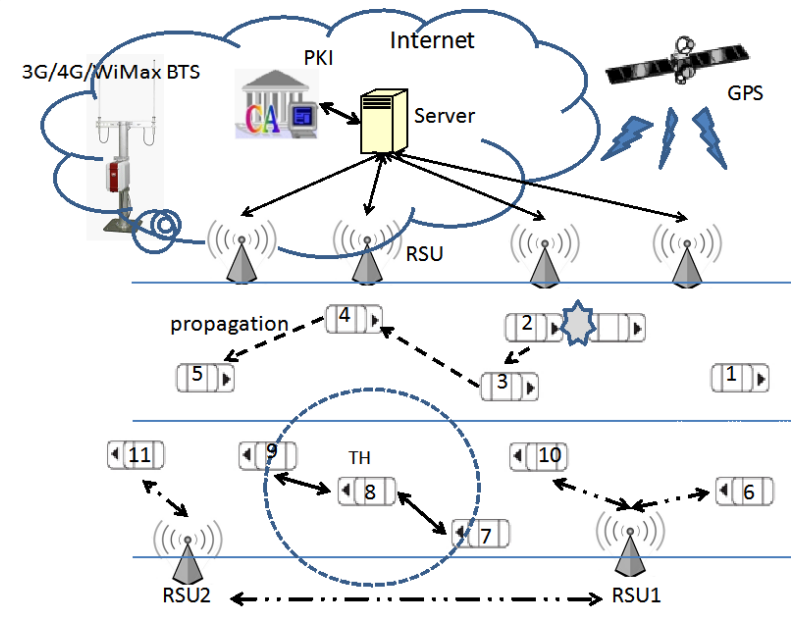 Internet
PKI
3G/4G/WiMax BTS
GPS
CA
Server
RSU
propagation
4
2
5
3
1
11
9
TH
8
10
6
7
RSU2
RSU1